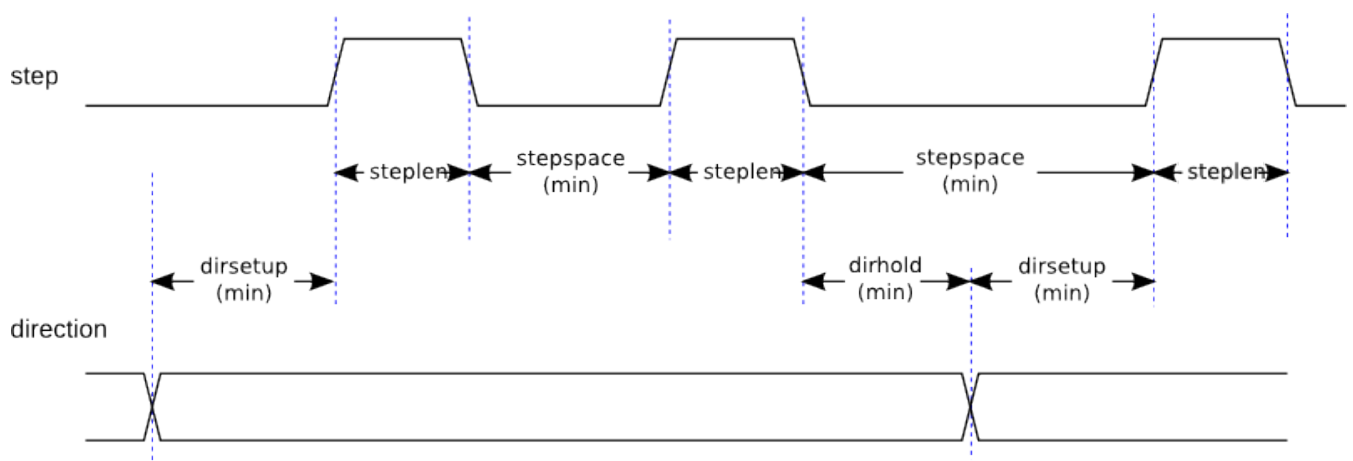 step
steplen
stepspace
(min)
steplen
stepspace
(min)
steplen
dirsetup
(min)
dirhold
(min)
dirsetup
(min)
direction